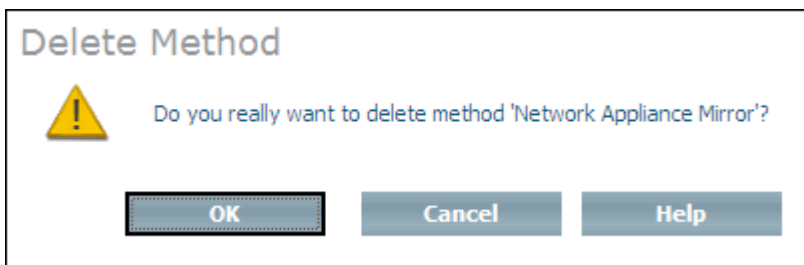 Delete Method
Do you really want to delete method 'Network Appliance Mirror'?
OK
Cancel
Help